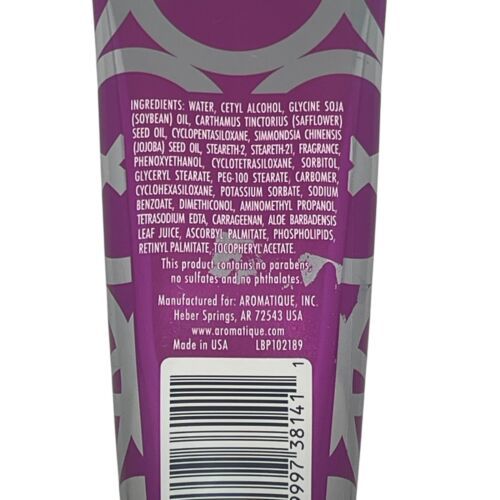 INGREDIENTS: WATER, CETYL ALCOHOL, GLYCINE SOJA
(SOYBEAN) OIL, CARTHAMUS TINCTORIUS (SAFFLOWER)
SEED OIL, CYCLOPENTASILOXANE, SIMMONDSIA CHINENSIS
(JOJOBA) SEED OIL, STEARETH-2, STEARETH-21, FRAGRANCE,
PHENOXYETHANOL, CYCLOTETRASILOXANE, SORBITOL,
GLYCERYL STEARATE, PEG-100 STEARATE, CARBOMER,
CYCLOHEXASILOXANE, POTASSIUM SORBATE, SODIUM
BENZOATE, DIMETHICONOL, AMINOMETHYL PROPANOL,
TETRASODIUM EDTA, CARRAGEENAN, ALOE BARBADENSIS
LEAF JUICE, ASCORBYL PALMITATE, PHOSPHOLIPIDS,
RETINYL PALMITATE, TOCOPHERYL ACETATE.
This product contains no parabens,
no sulfates and no phthalates.
Manufactured for: AROMATIQUE, INC.
Heber Springs, AR 72543 USA
www.aromatique.com
Made in USA LBP102189
9997 38141 1